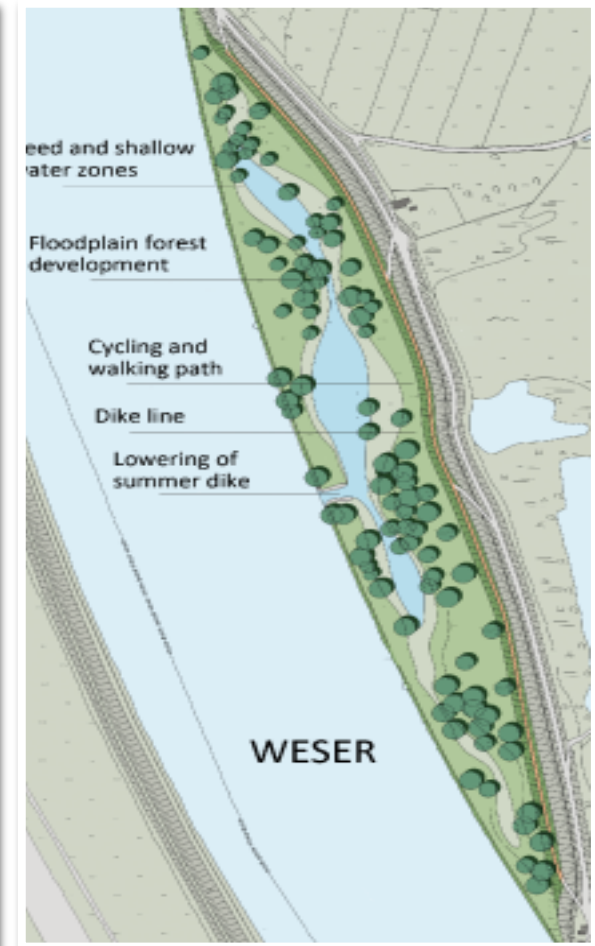 eed and shallow
ater zones
Floodplain forest
development
Cycling and
walking path
Dike line
Lowering of
summer dike
WESER